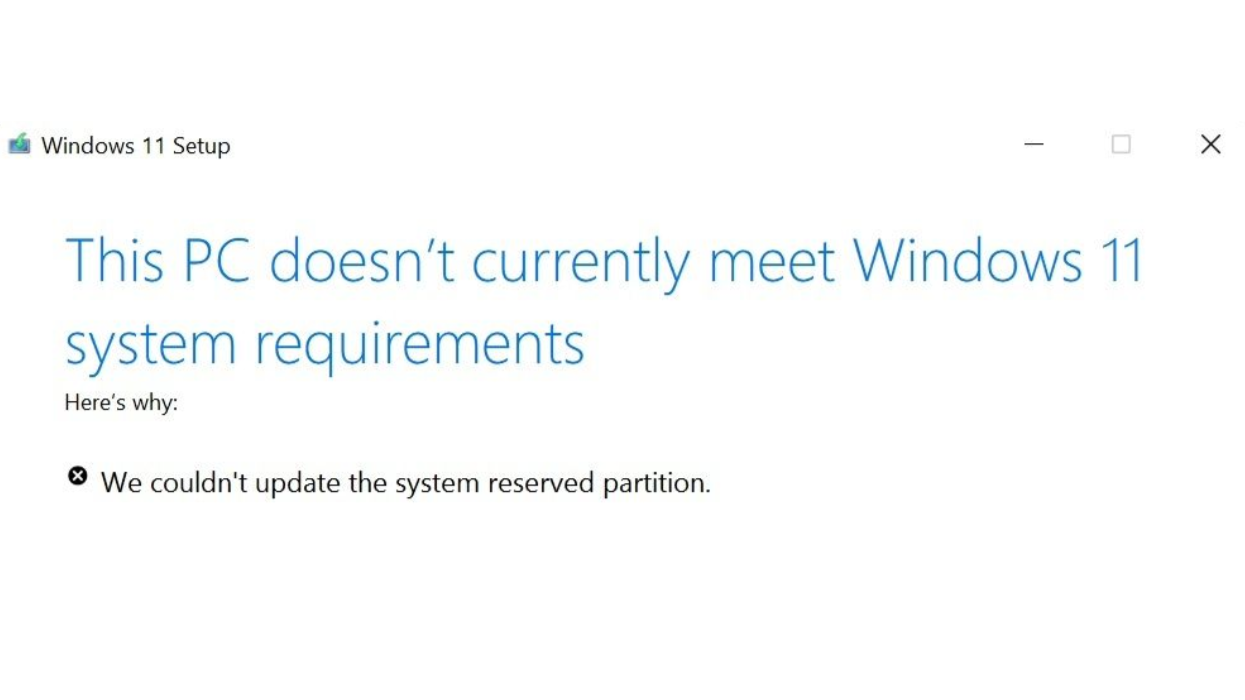 Windows 11 Setup
This PC doesn’t currently meet Windows 11
system requirements
Here’s why:
We couldn't update the system reserved partition.